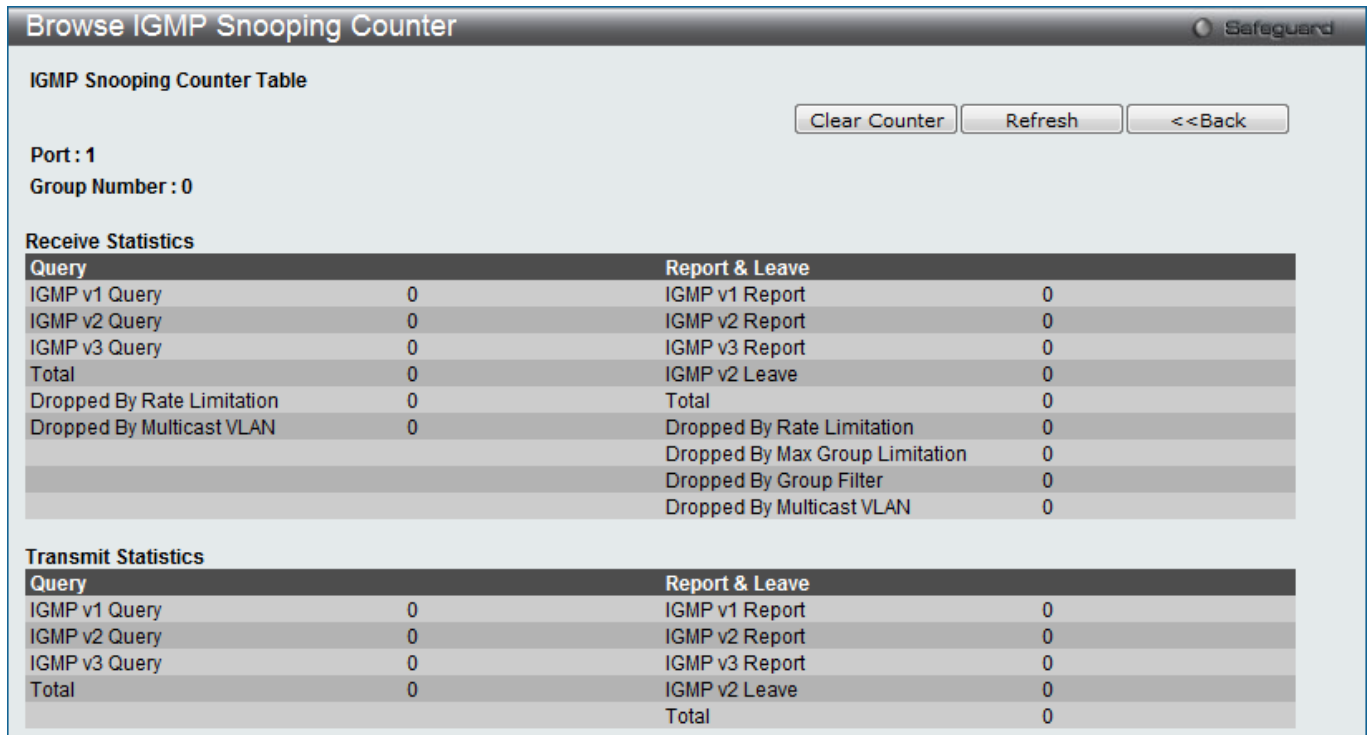 Browse IGMP Snooping Counter Safeguard
IGMP Snooping Counter Table
Clear Counter Refresh <<Back
Port : 1
Group Number : 0
Receive Statistics
Query Report & Leave
IGMP v1 Query 0 IGMP v1 Report 0
IGMP v2 Query 0 IGMP v2 Report 0
IGMP v3 Query 0 IGMP v3 Report 0
Total 0 IGMP v2 Leave 0
Dropped By Rate Limitation 0 Total 0
Dropped By Multicast VLAN 0 Dropped By Rate Limitation 0
Dropped By Max Group Limitation 0
Dropped By Group Filter 0
Dropped By Multicast VLAN 0
Transmit Statistics
Query Report & Leave
IGMP v1 Query 0 IGMP v1 Report 0
IGMP v2 Query 0 IGMP v2 Report 0
IGMP v3 Query 0 IGMP v3 Report 0
Total 0 IGMP v2 Leave 0
Total 0